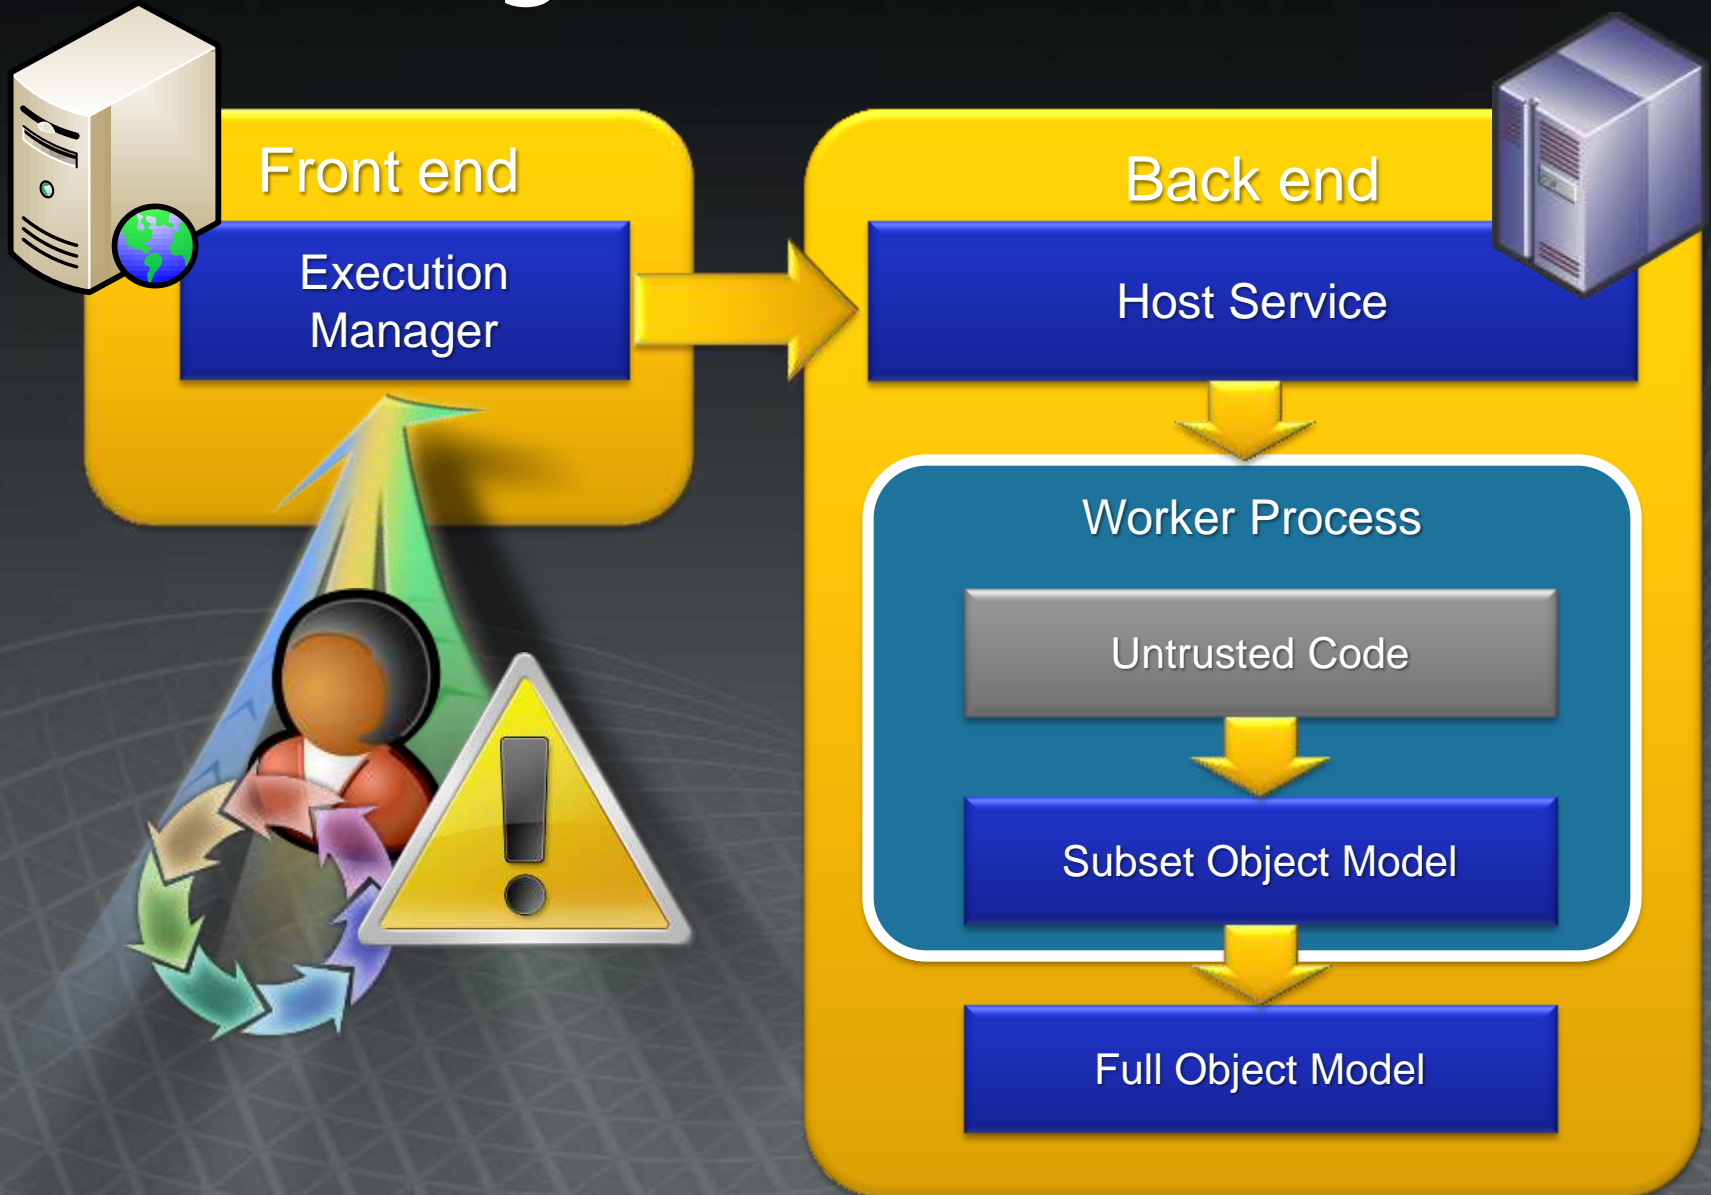 Front end
Execution
Manager
Back end
Host Service
Worker Process
Untrusted Code
Subset Object Model
Full Object Model